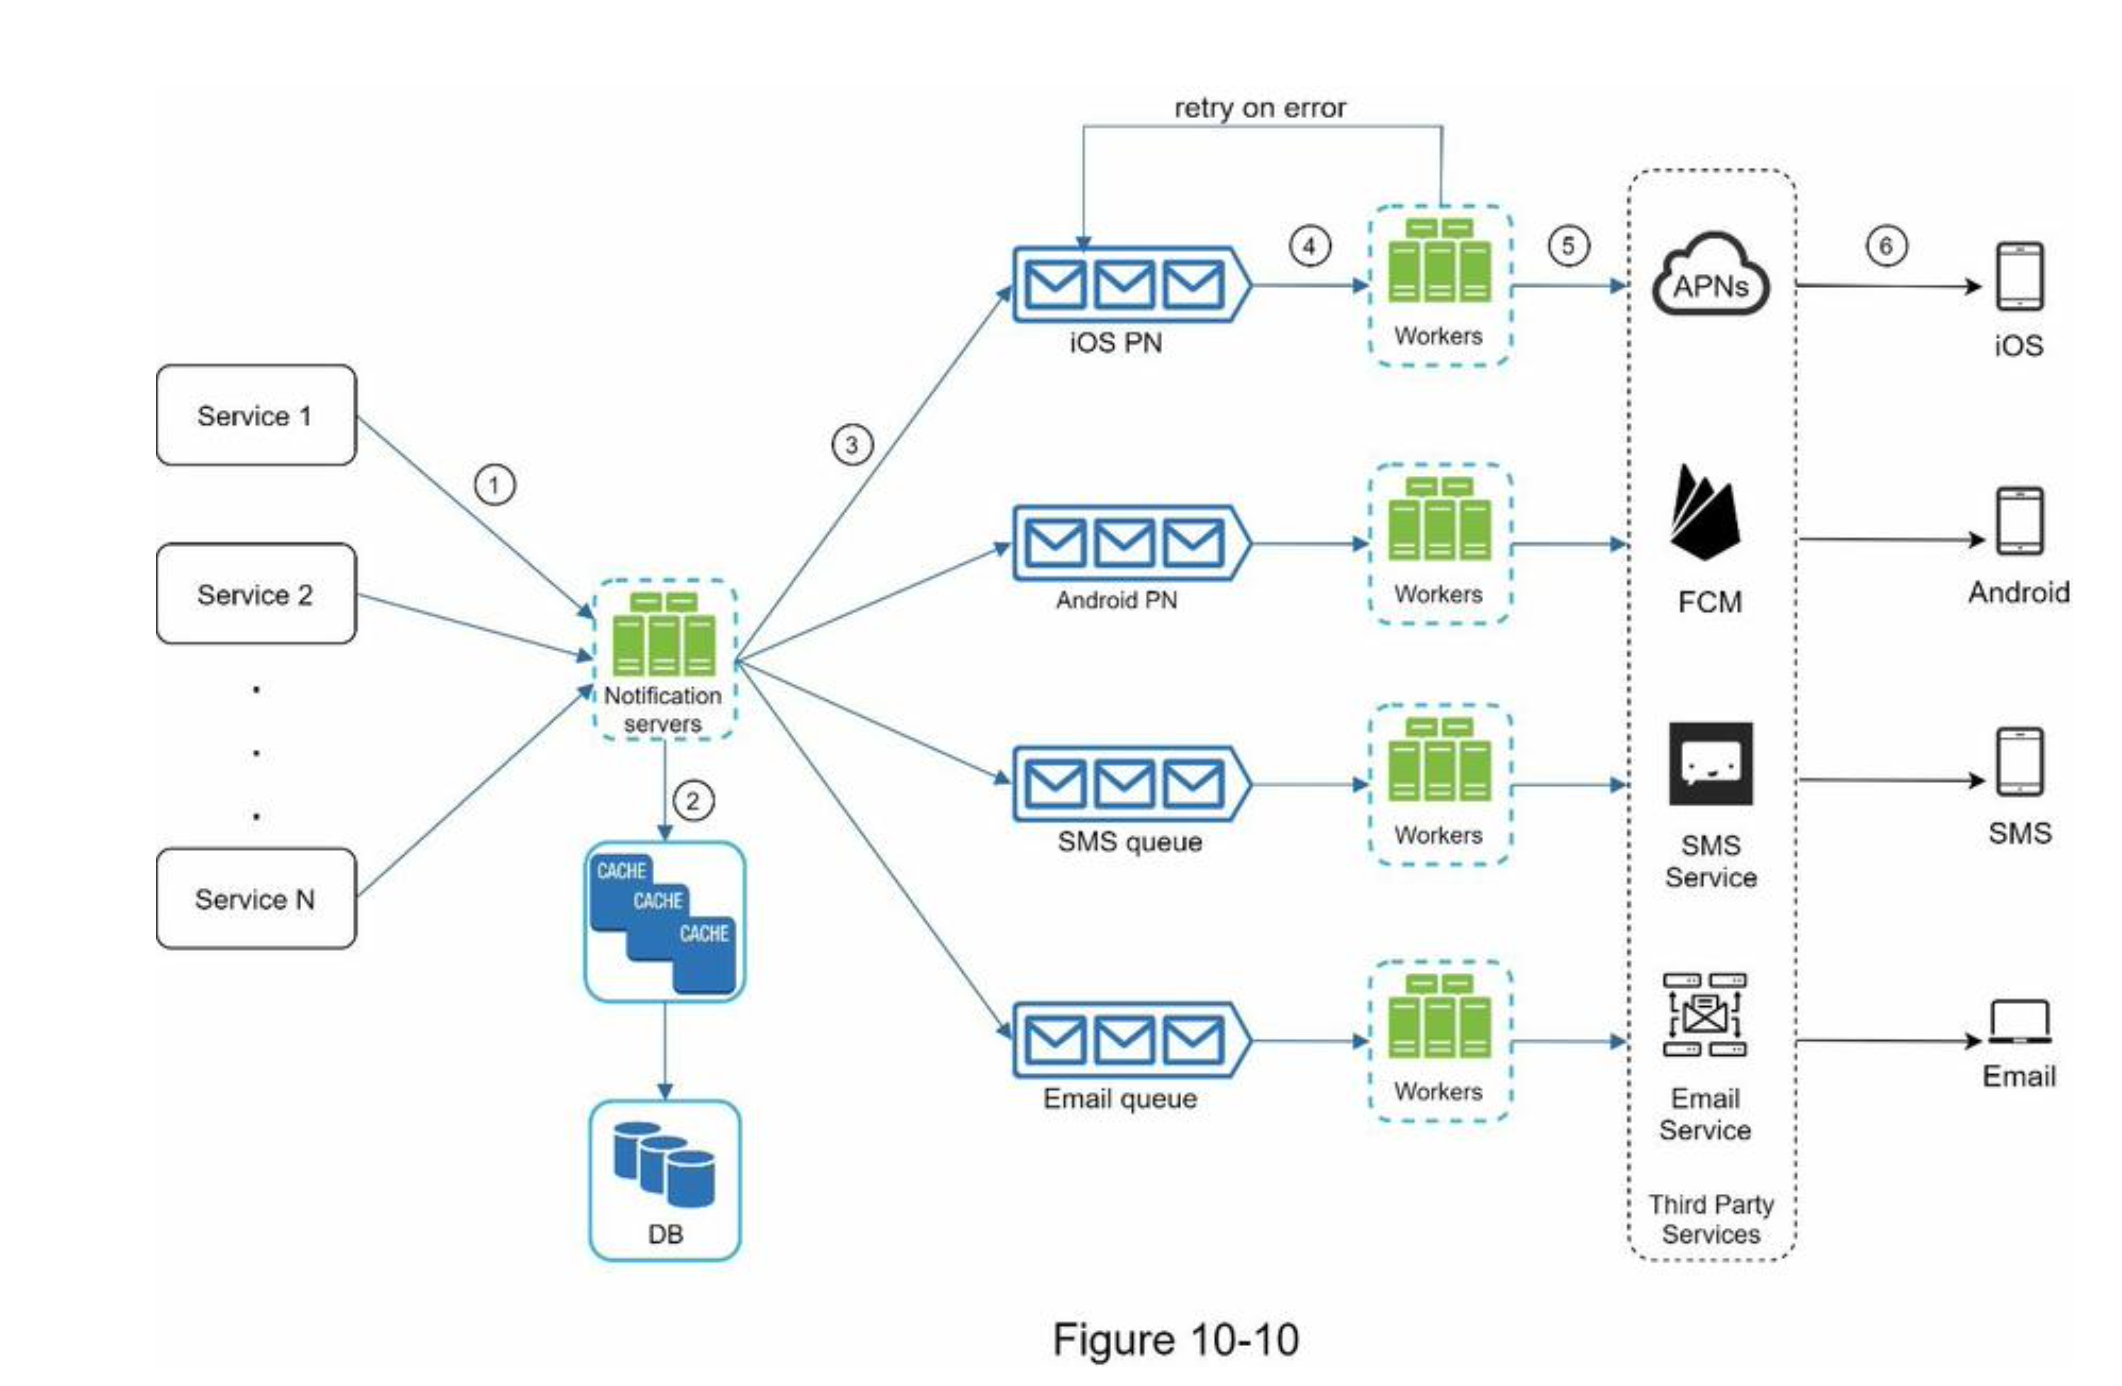 retry on error
4
5
6
APNs
iOS PN
Workers
iOS
Service 1
3
1
Service 2
Android PN
Workers
FCM
Android
Notification
servers
2
SMS queue
Workers
SMS
Service
SMS
CACHE
CACHE
CACHE
Service N
Email queue
Workers
Email
Service
Email
DB
Third Party
Services
Figure 10-10